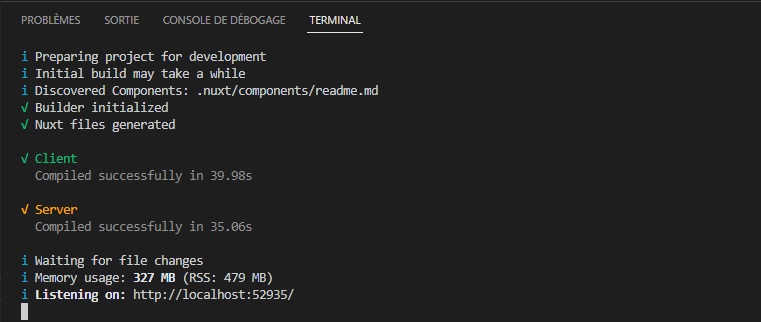 PROBLÈMES SORTIE CONSOLE DE DÉBOGAGE TERMINAL
i Preparing project for development
i Initial build may take a while
i Discovered Components: .nuxt/components/readme.md
√ Builder initialized
√ Nuxt files generated
√ Client
Compiled successfully in 39.98s
√ Server
Compiled successfully in 35.06s
i Waiting for file changes
i Memory usage: 327 MB (RSS: 479 MB)
i Listening on: http://localhost:52935/